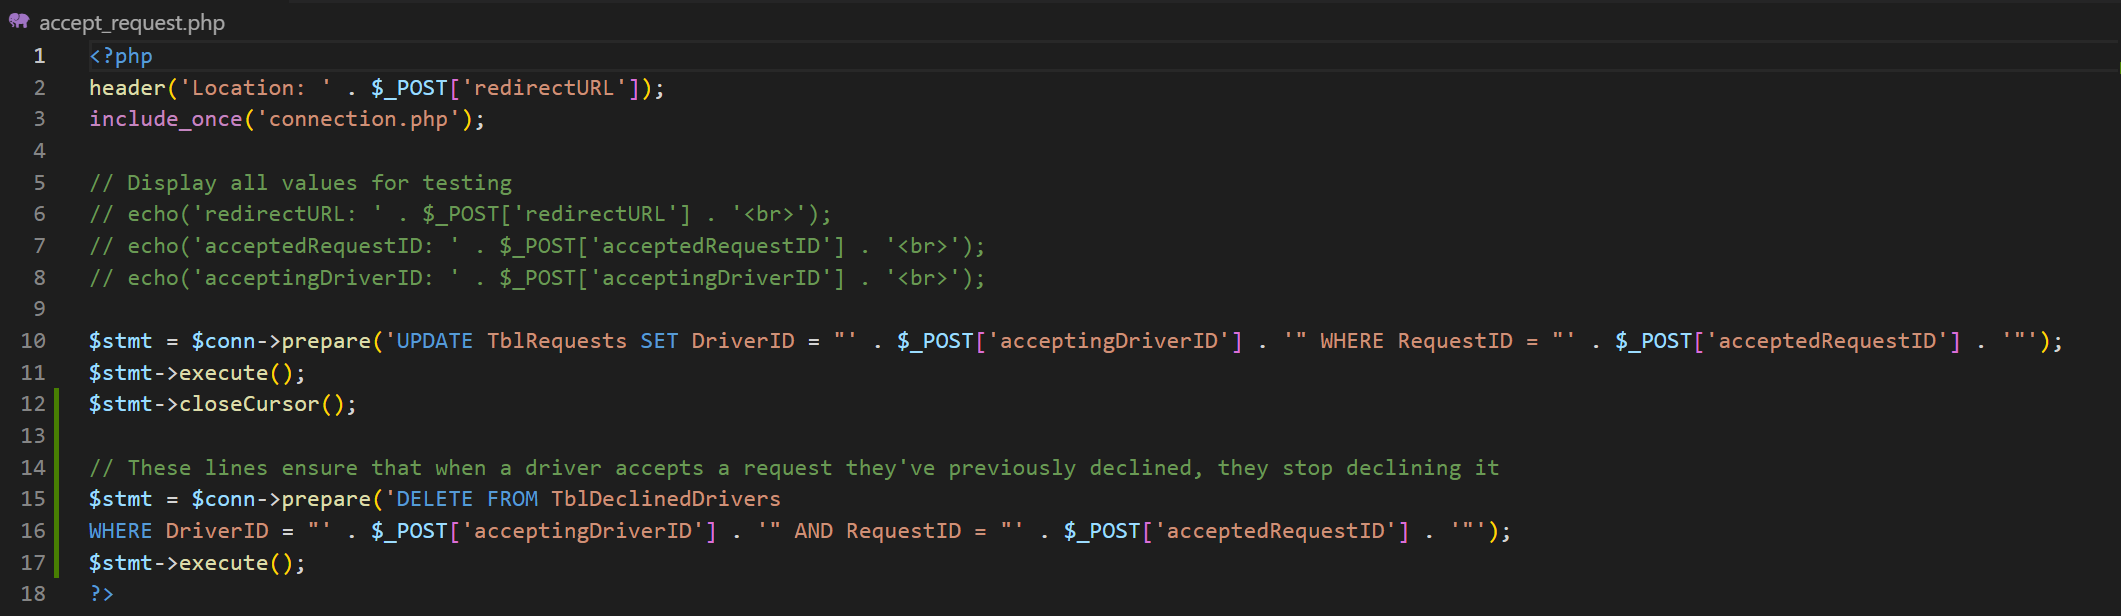 accept_request.php
1 <?php
2 header('Location: ' . $_POST['redirectURL']);
3 include_once('connection.php');
4
5 // Display all values for testing
6 // echo('redirectURL: ' . $_POST['redirectURL'] . '<br>');
7 // echo('acceptedRequestID: ' . $_POST['acceptedRequestID'] . '<br>');
8 // echo('acceptingDriverID: ' . $_POST['acceptingDriverID'] . '<br>');
9
10 $stmt = $conn->prepare('UPDATE TblRequests SET DriverID = "' . $_POST['acceptingDriverID'] . '" WHERE RequestID = "' . $_POST['acceptedRequestID'] . '"');
11 $stmt->execute();
12 $stmt->closeCursor();
13
14 // These lines ensure that when a driver accepts a request they've previously declined, they stop declining it
15 $stmt = $conn->prepare('DELETE FROM TblDeclinedDrivers
16 WHERE DriverID = "' . $_POST['acceptingDriverID'] . '" AND RequestID = "' . $_POST['acceptedRequestID'] . '"');
17 $stmt->execute();
18 ?>